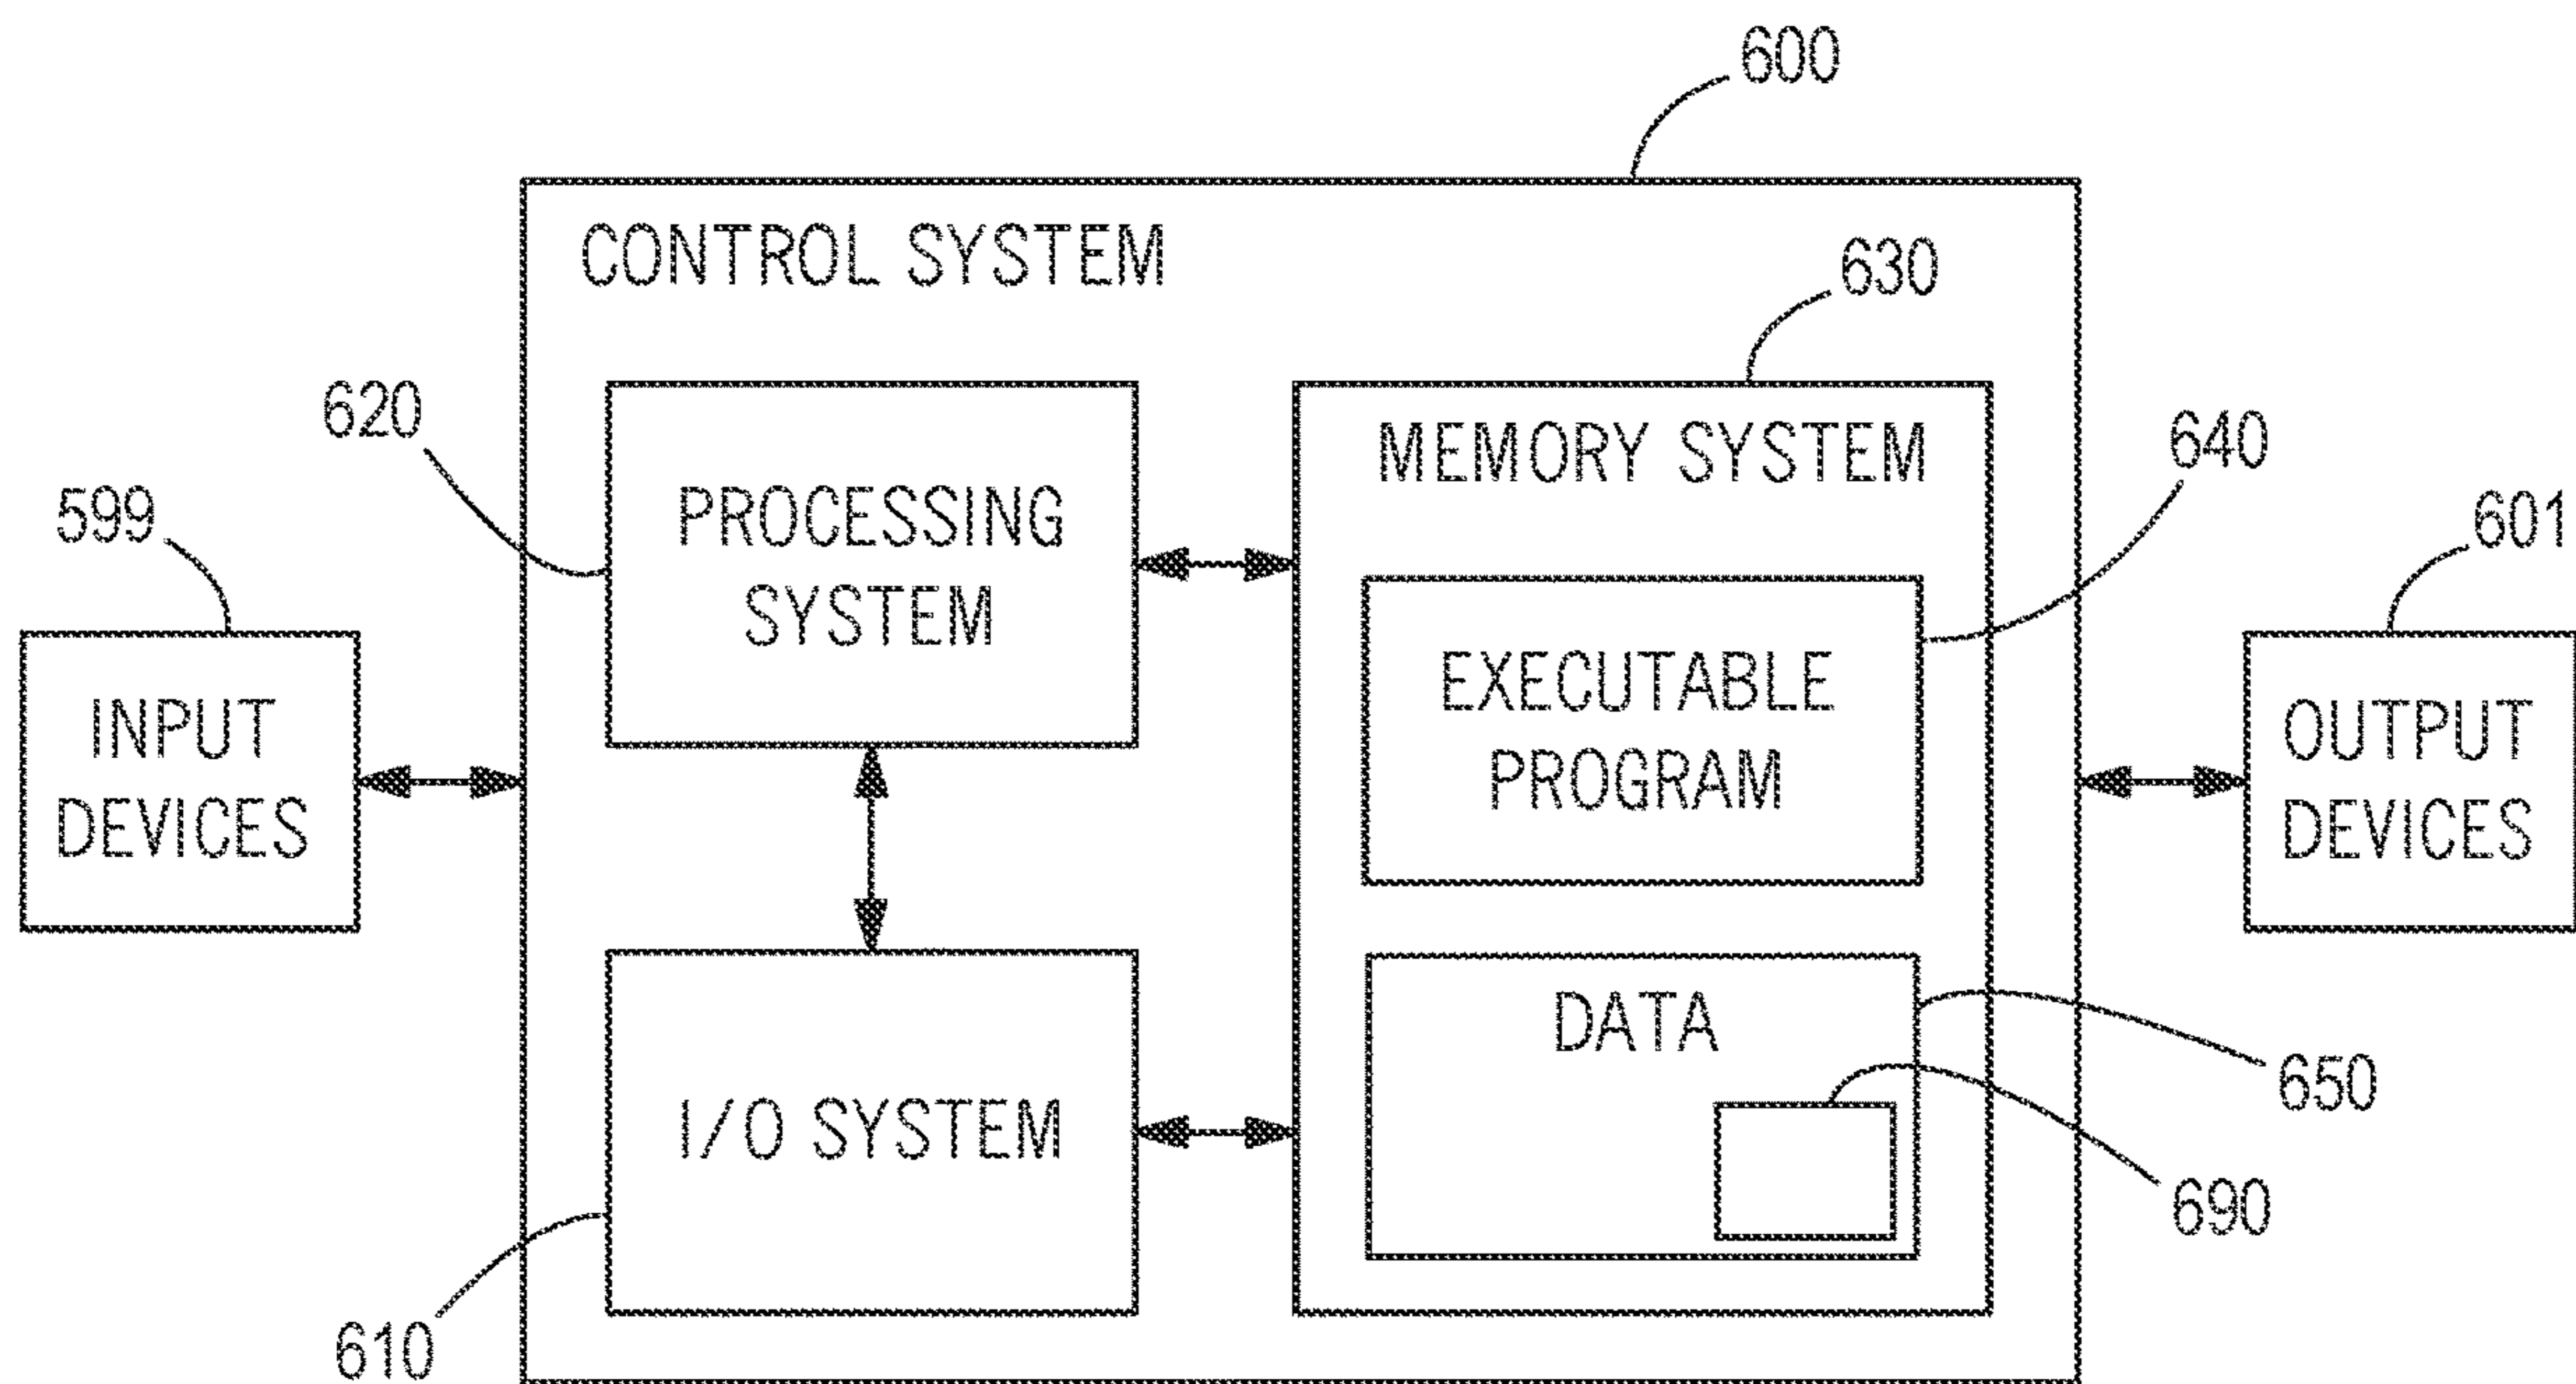 600
CONTROL SYSTEM
630
620
MEMORY SYSTEM
640
599
PROCESSING
SYSTEM
601
INPUT
DEVICES
EXECUTABLE
PROGRAM
OUTPUT
DEVICES
DATA
650
I/O SYSTEM
690
610